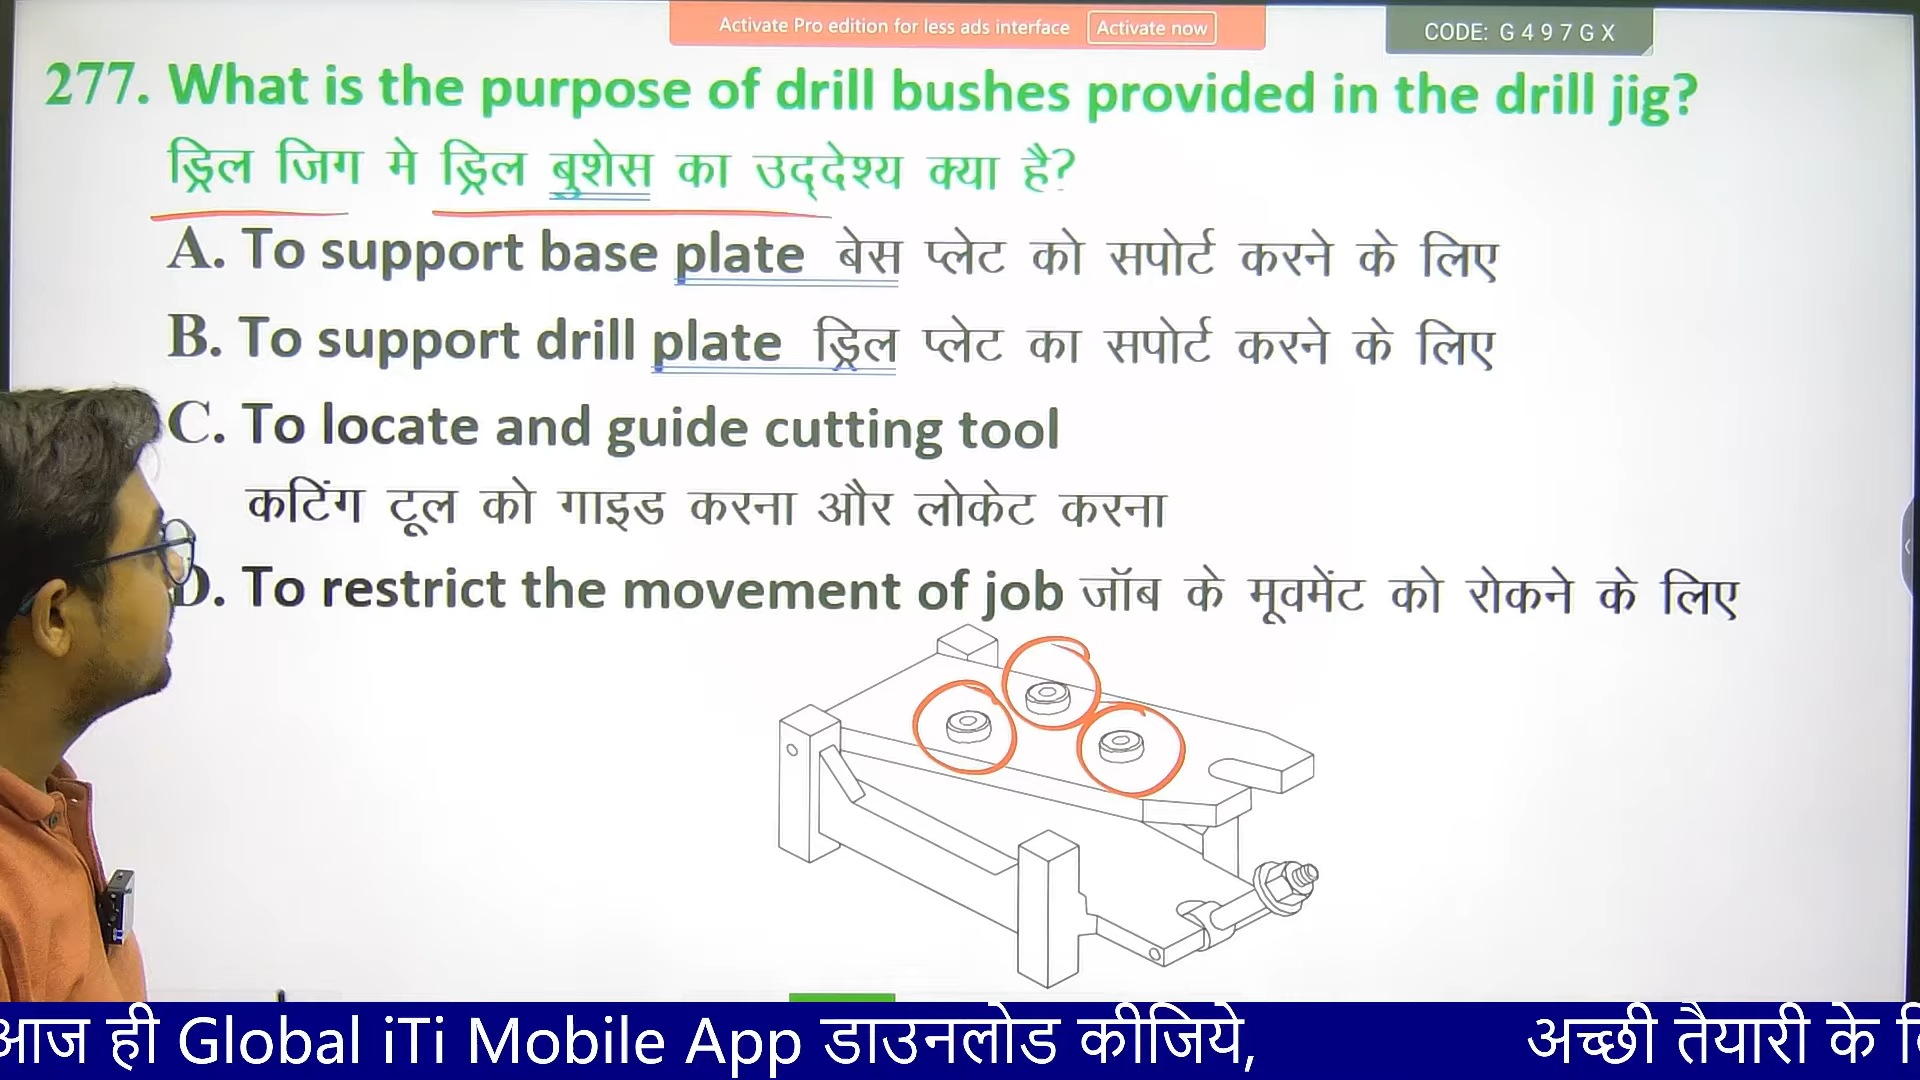 Activate Pro edition for less ads interface Activate now
CODE: G 4 9 7 G X
277. What is the purpose of drill bushes provided in the drill jig?
ड्रिल जिग मे ड्रिल बुशेस का उद्देश्य क्या है?
A. To support base plate बेस प्लेट को सपोर्ट करने के लिए
B. To support drill plate ड्रिल प्लेट का सपोर्ट करने के लिए
C. To locate and guide cutting tool
कटिंग टूल को गाइड करना और लोकेट करना
D. To restrict the movement of job जॉब के मूवमेंट को रोकने के लिए
आज ही Global iTi Mobile App डाउनलोड कीजिये, अच्छी तैयारी के